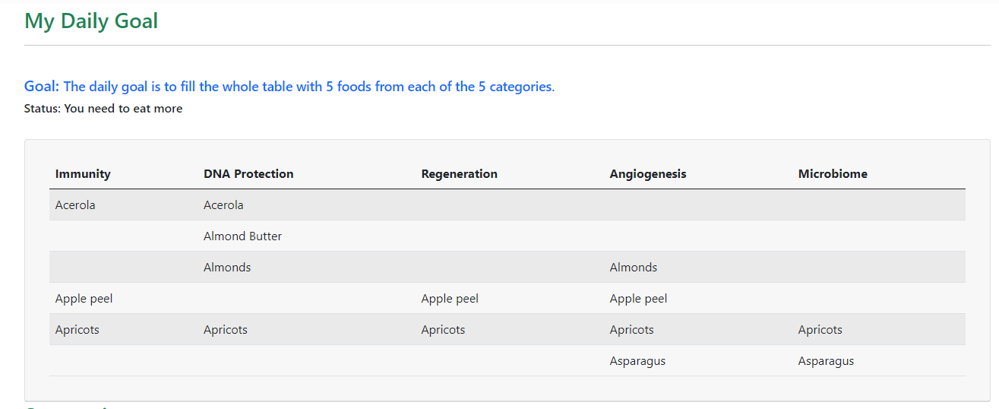 My Daily Goal
Goal: The daily goal is to fill the whole table with 5 foods from each of the 5 categories.
Status: You need to eat more
Immunity DNA Protection Regeneration Angiogenesis Microbiome
Acerola Acerola
Almond Butter
Almonds Almonds
Apple peel Apple peel Apple peel
Apricots Apricots Apricots Apricots Apricots
Asparagus Asparagus